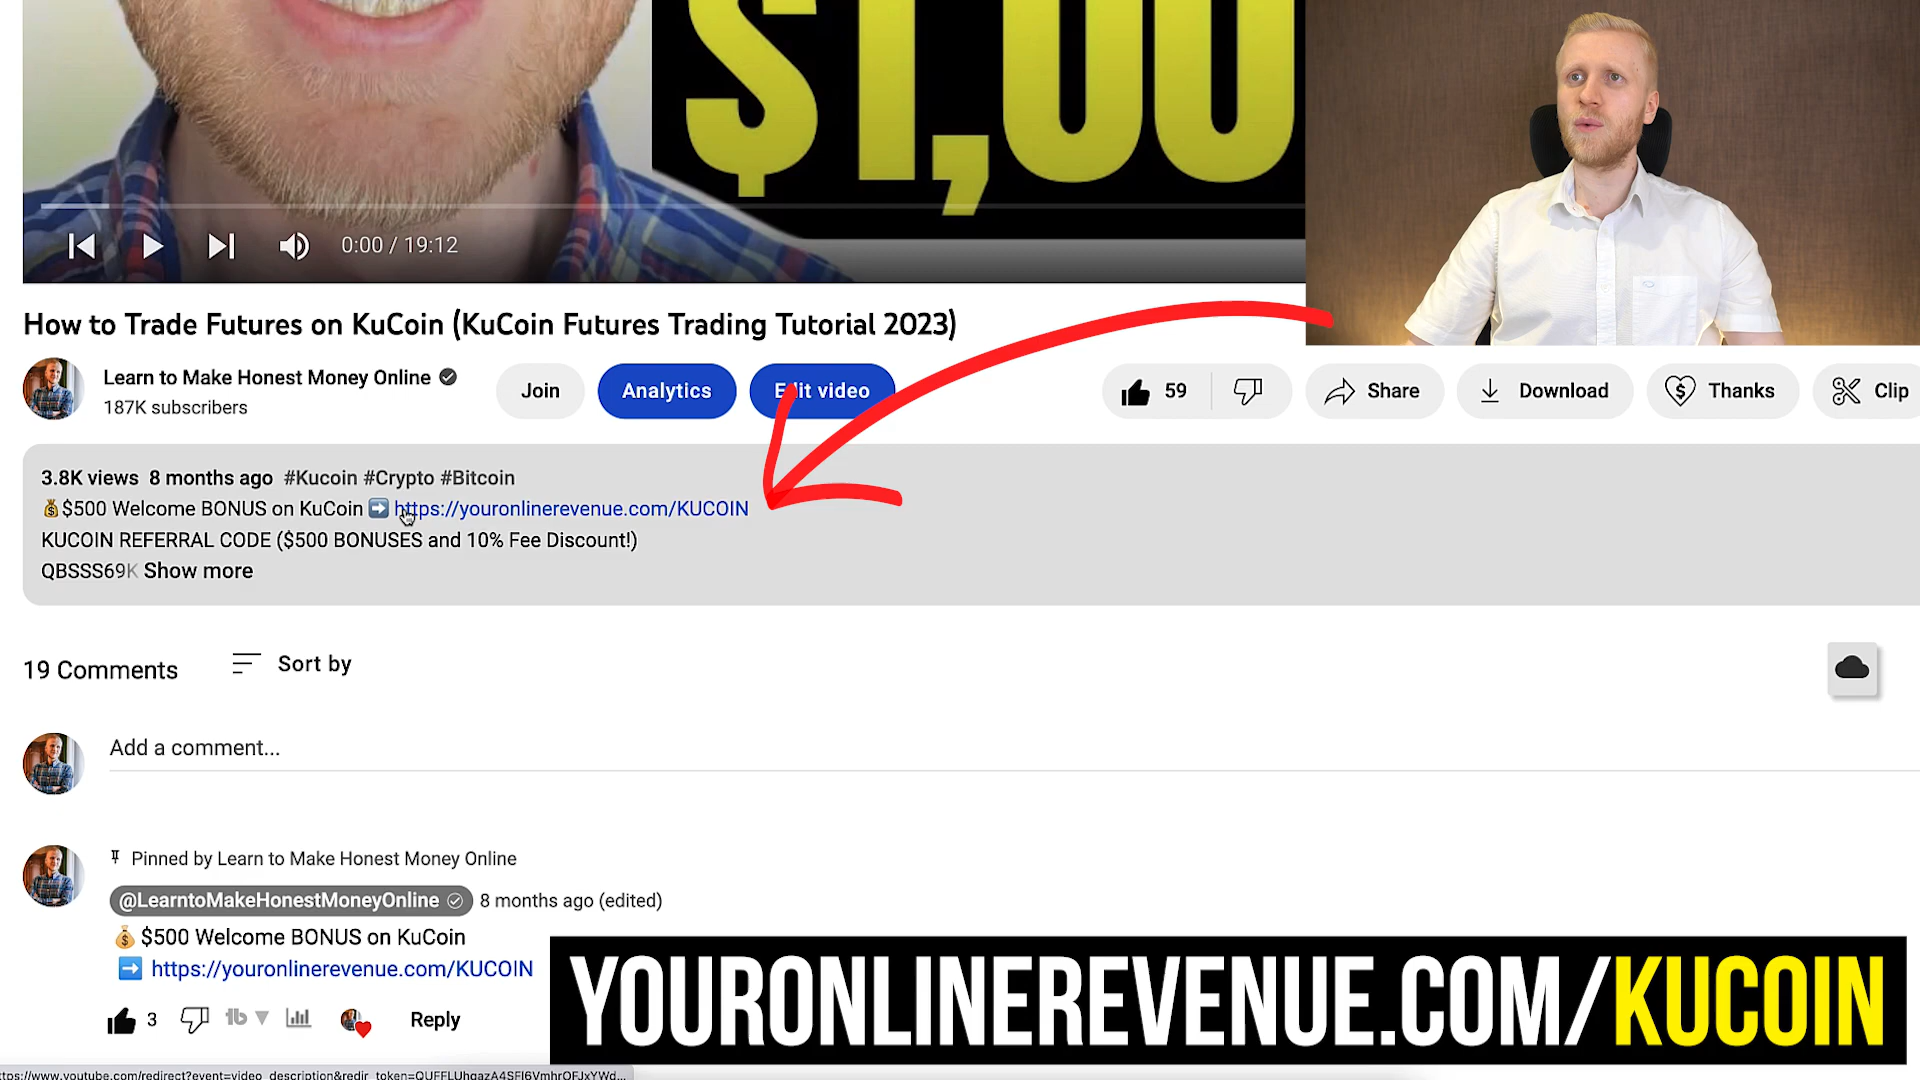 $1,00
0:00 / 19:12
How to Trade Futures on KuCoin (KuCoin Futures Trading Tutorial 2023)
Learn to Make Honest Money Online
187K subscribers
Join
Analytics
Edit video
59
Share
Download
Thanks
Clip
3.8K views 8 months ago #Kucoin #Crypto #Bitcoin
💰$500 Welcome BONUS on KuCoin ➡️ https://youronlinerevenue.com/KUCOIN
KUCOIN REFERRAL CODE ($500 BONUSES and 10% Fee Discount!)
QBSSS69K Show more
19 Comments
Sort by
Add a comment...
Pinned by Learn to Make Honest Money Online
@LearntoMakeHonestMoneyOnline 8 months ago (edited)
💰 $500 Welcome BONUS on KuCoin
➡️ https://youronlinerevenue.com/KUCOIN
3
Reply
YOURONLINEREVENUE.COM/KUCOIN